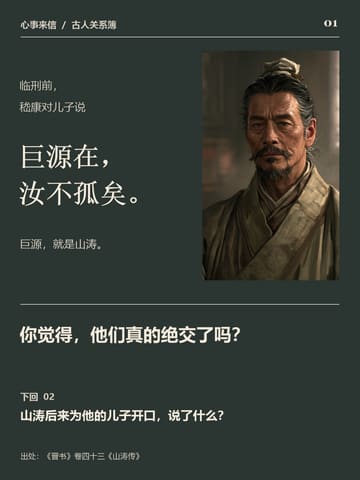 心事来信 / 古人关系簿
01
临刑前，
嵇康对儿子说
巨源在，
汝不孤矣。
巨源，就是山涛。
你觉得，他们真的绝交了吗？
下回 02
山涛后来为他的儿子开口，说了什么？
出处：《晋书》卷四十三《山涛传》